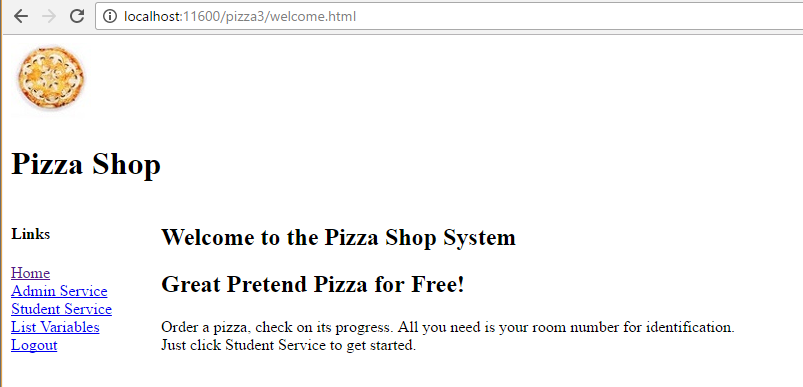 localhost:11600/pizza3/welcome.html
Pizza Shop
Links
Home
Admin Service
Student Service
List Variables
Logout
Welcome to the Pizza Shop System
Great Pretend Pizza for Free!
Order a pizza, check on its progress. All you need is your room number for identification.
Just click Student Service to get started.